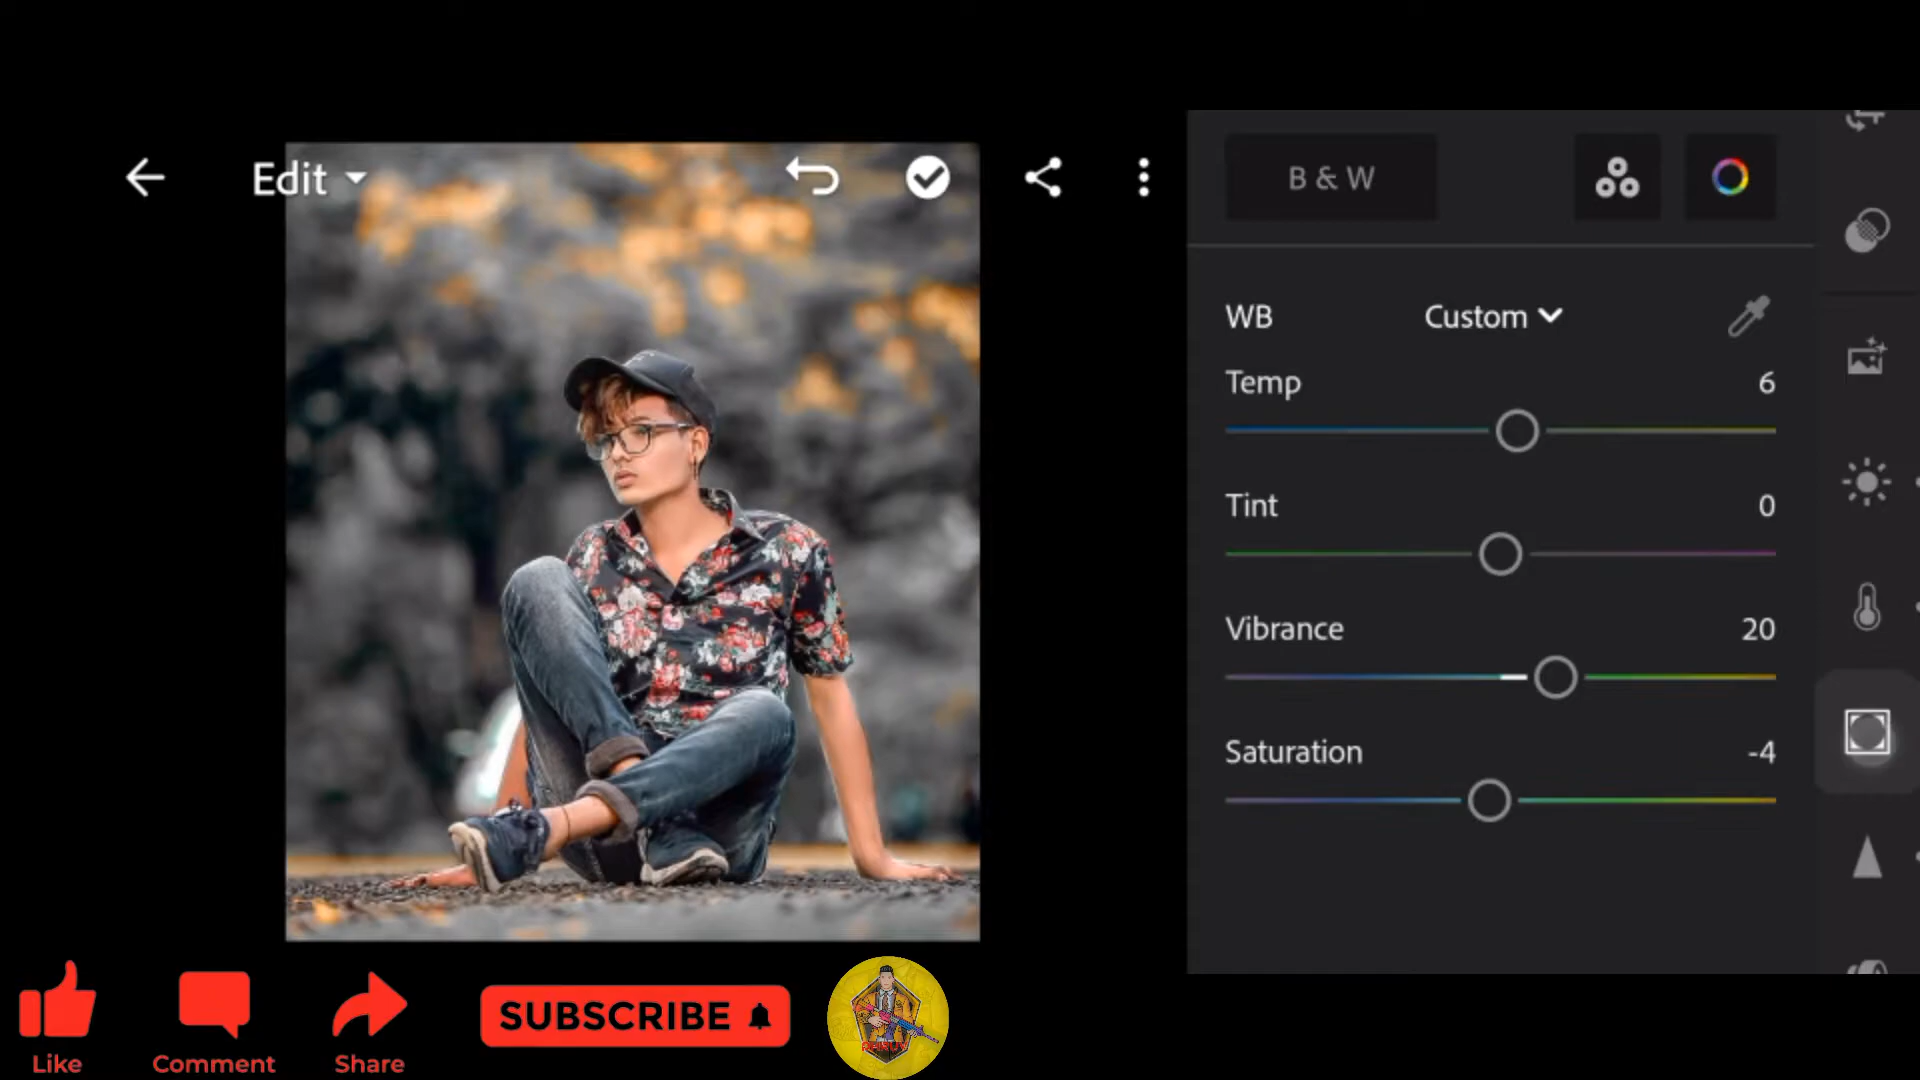 Edit
B & W
WB Custom
Temp 6
Tint 0
Vibrance 20
Saturation -4
Like
Comment
Share
SUBSCRIBE